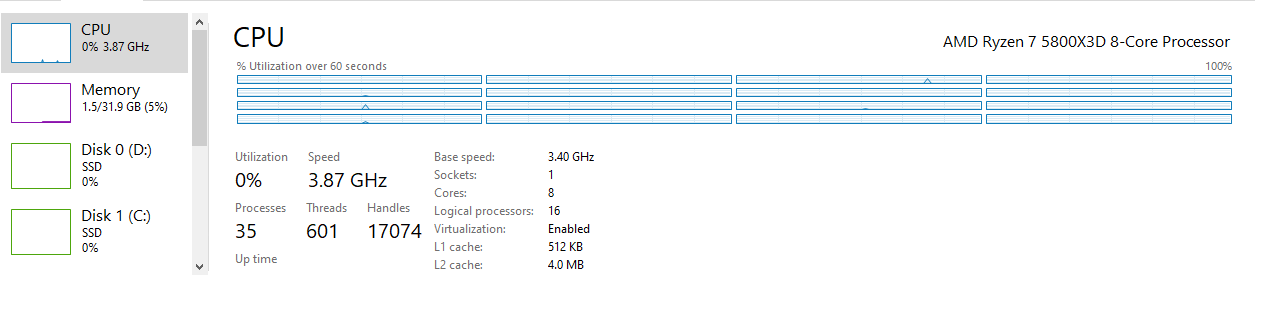 CPU
0% 3.87 GHz
Memory
1.5/31.9 GB (5%)
Disk 0 (D:)
SSD
0%
Disk 1 (C:)
SSD
0%
CPU
AMD Ryzen 7 5800X3D 8-Core Processor
% Utilization over 60 seconds
100%
Utilization
Speed
0%
3.87 GHz
Processes
Threads
Handles
35
601
17074
Up time
Base speed: 3.40 GHz
Sockets: 1
Cores: 8
Logical processors: 16
Virtualization: Enabled
L1 cache: 512 KB
L2 cache: 4.0 MB